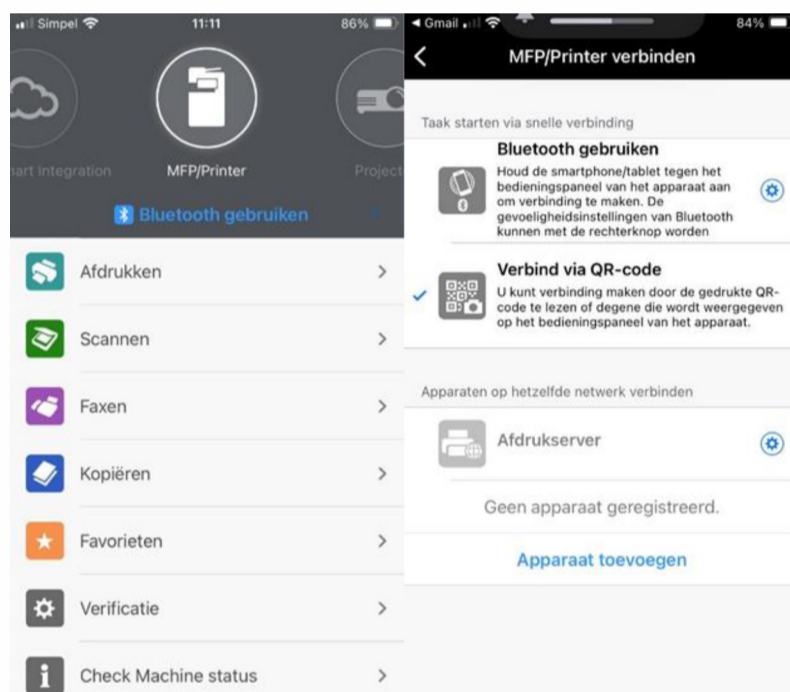 Simpel
11:11
86%
art Integration
MFP/Printer
Project
Bluetooth gebruiken
Afdrukken
Scannen
Faxen
Kopiëren
Favorieten
Verificatie
Check Machine status
Gmail
84%
MFP/Printer verbinden
Taak starten via snelle verbinding
Bluetooth gebruiken
Houd de smartphone/tablet tegen het
bedieningspaneel van het apparaat aan
om verbinding te maken. De
gevoeligheidsinstellingen van Bluetooth
kunnen met de rechterknop worden
Verbind via QR-code
U kunt verbinding maken door de gedrukte QR-
code te lezen of degene die wordt weergegeven
op het bedieningspaneel van het apparaat.
Apparaten op hetzelfde netwerk verbinden
Afdrukserver
Geen apparaat geregistreerd.
Apparaat toevoegen